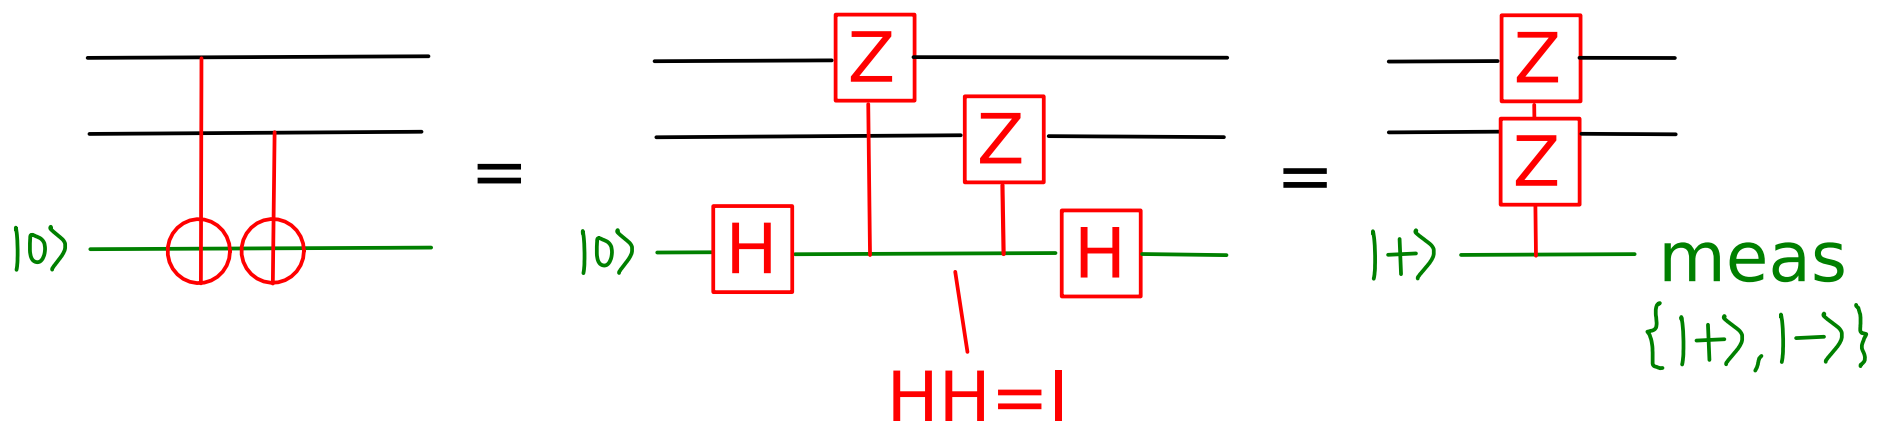 Z Z
= Z = Z
|0⟩ |0⟩ H H |+⟩ meas
{|+⟩,|−⟩}
HH=I